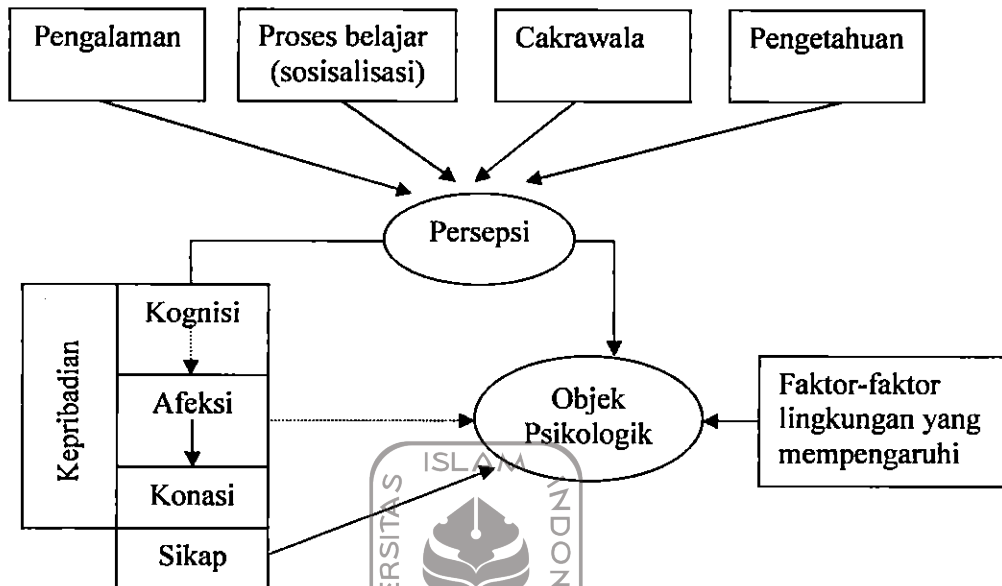 Pengalaman
Proses belajar
(sosisalisasi)
Cakrawala
Pengetahuan
Persepsi
Kepribadian
Kognisi
Afeksi
Konasi
Sikap
Objek
Psikologik
Faktor-faktor
lingkungan yang
mempengaruhi
ISLAM